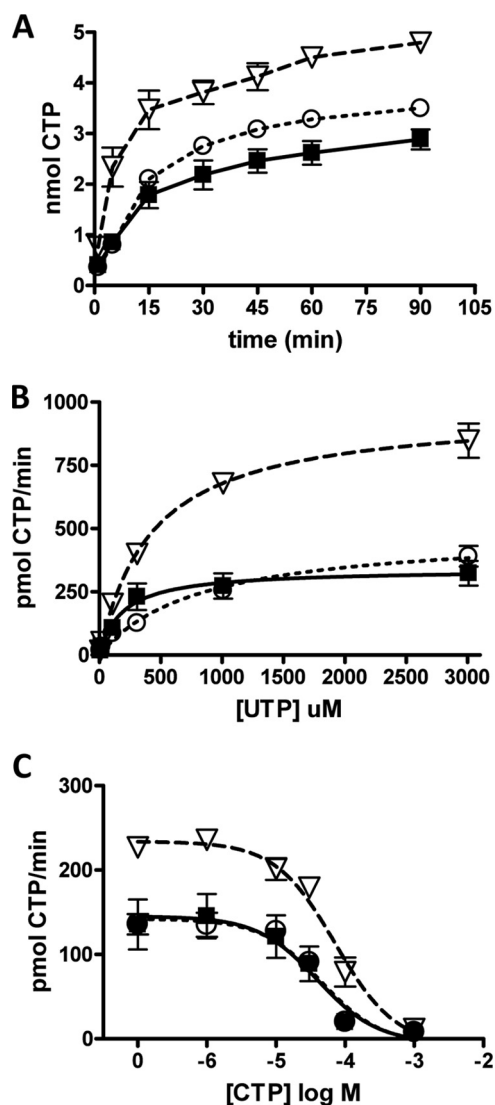 A
5
4
3
2
1
0
nmol CTP
0 15 30 45 60 75 90 105
time (min)
B
1000
750
500
250
0
pmol CTP/min
0 500 1000 1500 2000 2500 3000
[UTP] uM
C
300
200
100
0
pmol CTP/min
0 -6 -5 -4 -3 -2
[CTP] log M